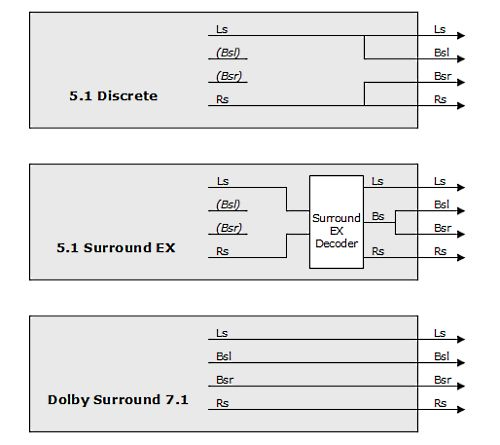 Ls Ls
(Bsl) Bsl
(Bsr) Bsr
5.1 Discrete
Rs Rs
Ls Ls Ls
(Bsl) Bsl
Surround
EX
Decoder
Bs
(Bsr) Bsr
5.1 Surround EX
Rs Rs Rs
Ls Ls
Bsl Bsl
Bsr Bsr
Dolby Surround 7.1
Rs Rs